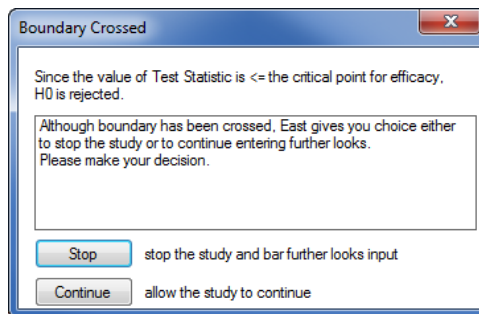 Boundary Crossed
Since the value of Test Statistic is <= the critical point for efficacy,
H0 is rejected.
Although boundary has been crossed, East gives you choice either
to stop the study or to continue entering further looks.
Please make your decision.
Stop stop the study and bar further looks input
Continue allow the study to continue